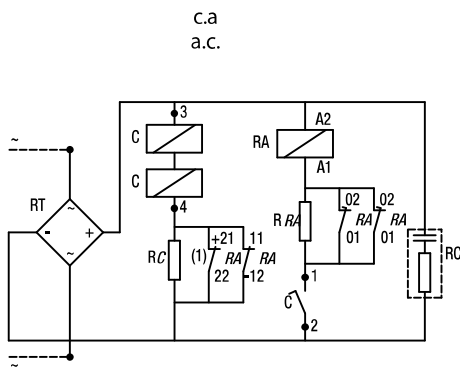 c.a
a.c.
3
A2
C
RA
A1
C
~
4
02
02
RT
~
-
+
+21
11
R RA
RA
RA
RC
(1)
RA
RA
01
01
~
22
-12
RC
1
C
2
~